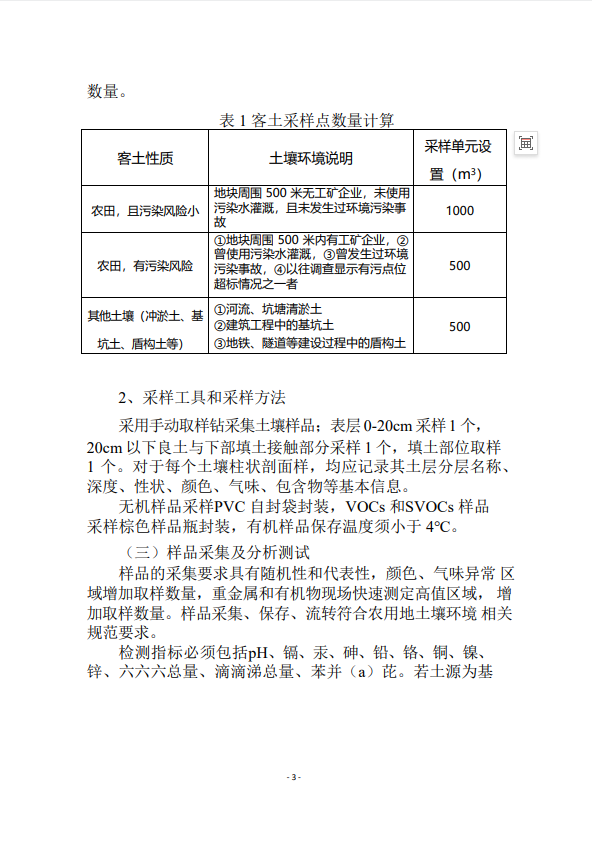 数量。
表 1 客土采样点数量计算
客土性质
土壤环境说明
采样单元设
置（m³）
农田，且污染风险小
地块周围 500 米无工矿企业，未使用
污染水灌溉，且未发生过环境污染事
故
1000
农田，有污染风险
①地块周围 500 米内有工矿企业，②
曾使用污染水灌溉，③曾发生过环境
污染事故，④以往调查显示有污点位
超标情况之一者
500
其他土壤（冲淤土、基
坑土、盾构土等）
①河流、坑塘清淤土
②建筑工程中的基坑土
③地铁、隧道等建设过程中的盾构土
500
2、采样工具和采样方法
采用手动取样钻采集土壤样品；表层 0-20cm 采样 1 个，
20cm 以下良土与下部填土接触部分采样 1 个，填土部位取样
1 个。对于每个土壤柱状剖面样，均应记录其土层分层名称、
深度、性状、颜色、气味、包含物等基本信息。
无机样品采样PVC 自封袋封装，VOCs 和SVOCs 样品
采样棕色样品瓶封装，有机样品保存温度须小于 4℃。
（三）样品采集及分析测试
样品的采集要求具有随机性和代表性，颜色、气味异常 区
域增加取样数量，重金属和有机物现场快速测定高值区域， 增
加取样数量。样品采集、保存、流转符合农用地土壤环境 相关
规范要求。
检测指标必须包括pH、镉、汞、砷、铅、铬、铜、镍、
锌、六六六总量、滴滴涕总量、苯并（a）芘。若土源为基
- 3 -